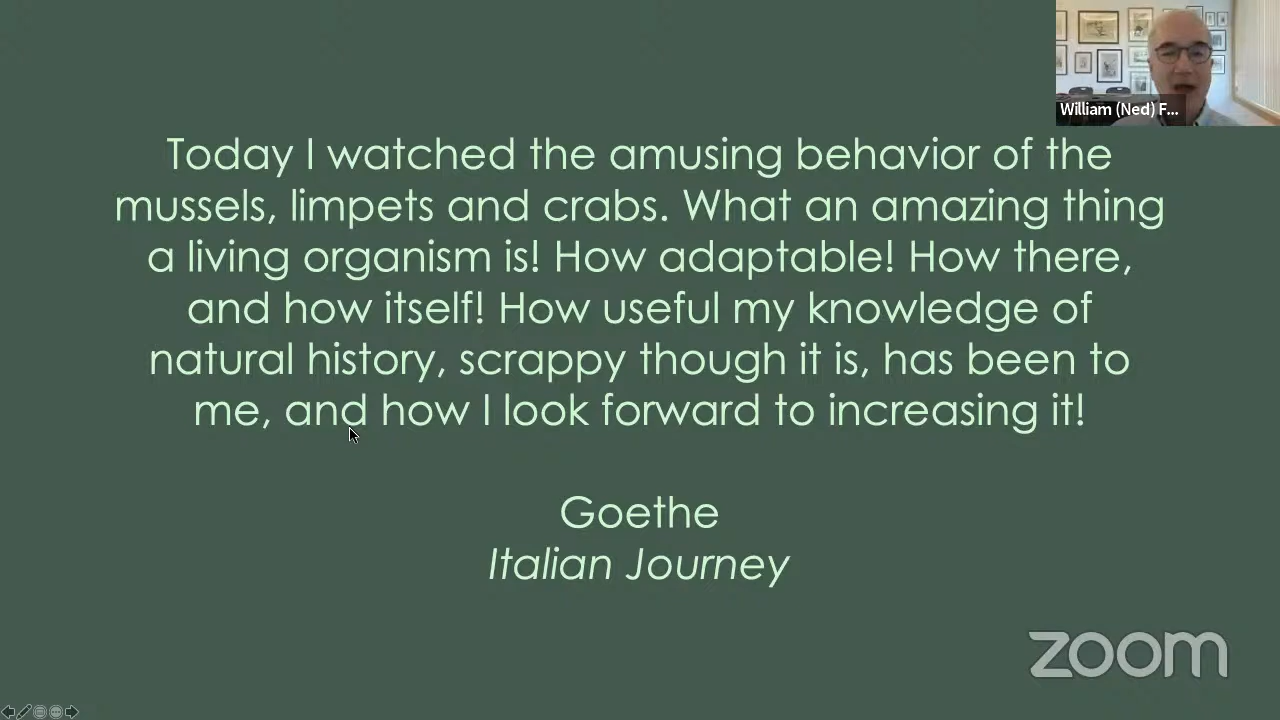 William (Ned) F...
Today I watched the amusing behavior of the
mussels, limpets and crabs. What an amazing thing
a living organism is! How adaptable! How there,
and how itself! How useful my knowledge of
natural history, scrappy though it is, has been to
me, and how I look forward to increasing it!
Goethe
Italian Journey
zoom